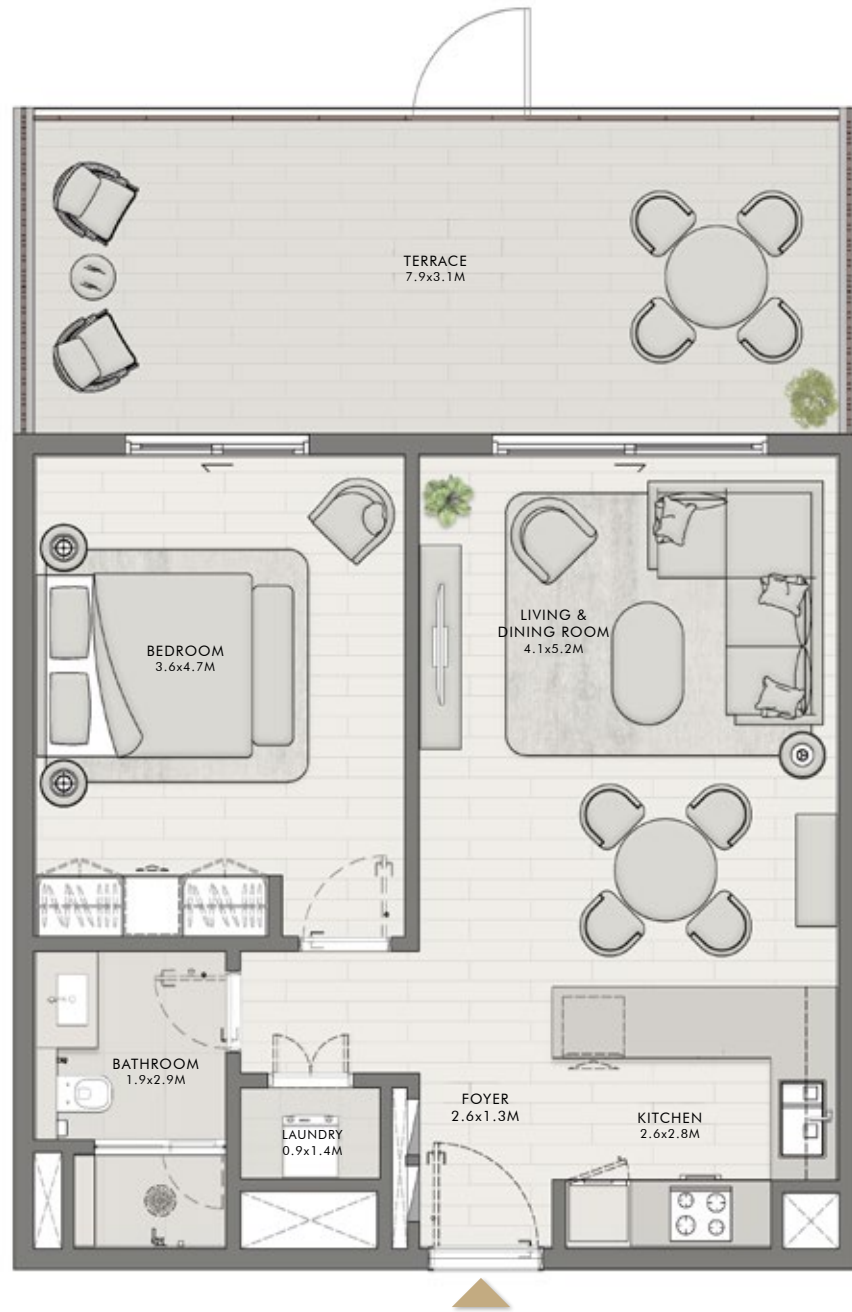 TERRACE
7.9x3.1M
BEDROOM
3.6x4.7M
LIVING &
DINING ROOM
4.1x5.2M
BATHROOM
1.9x2.9M
LAUNDRY
0.9x1.4M
FOYER
2.6x1.3M
KITCHEN
2.6x2.8M